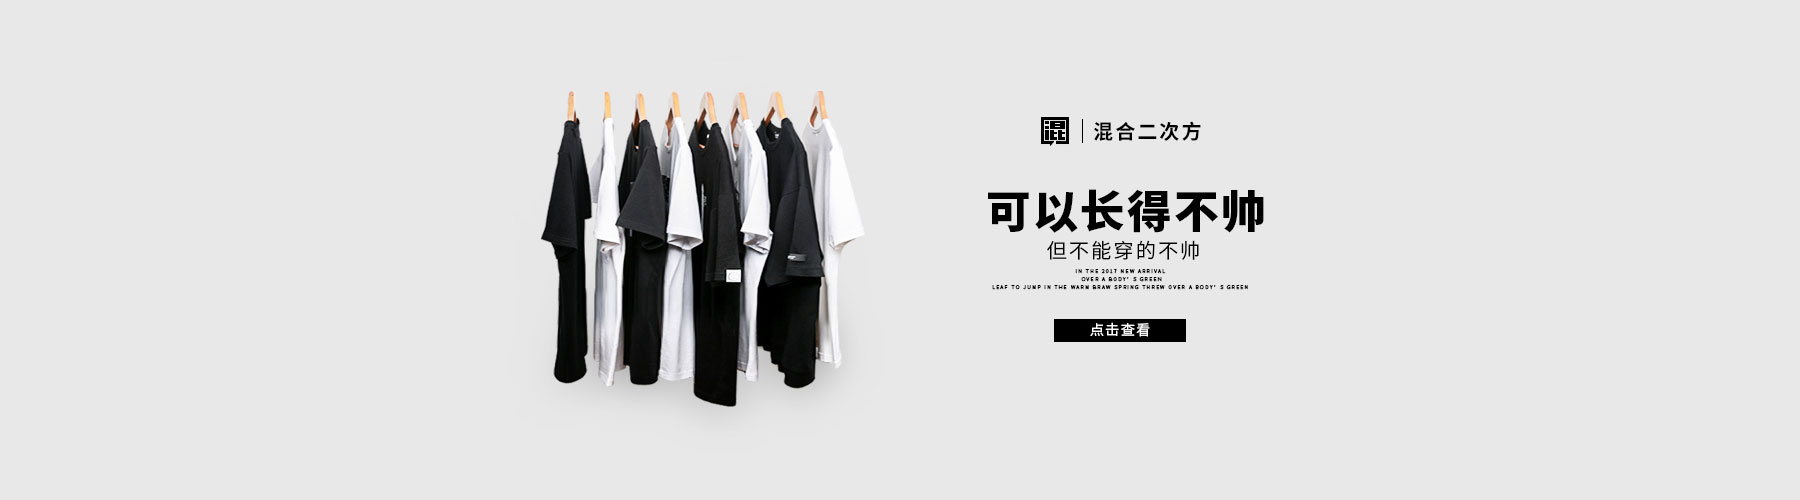 混 混合二次方
可以长得不帅
但不能穿的不帅
IN THE 2017 NEW ARRIVAL
OVER A BODY'S GREEN
LEAF TO JUMP IN THE WARM BRAW SPRING THREW OVER A BODY'S GREEN
点击查看